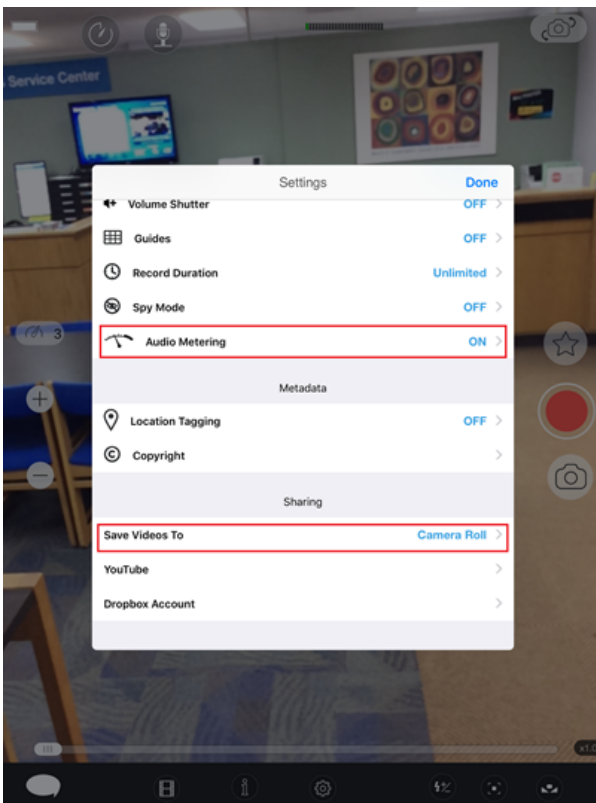 Service Center
Settings Done
Volume Shutter OFF
Guides OFF
Record Duration Unlimited
Spy Mode OFF
3
Audio Metering ON
Metadata
Location Tagging OFF
Copyright
Sharing
Save Videos To Camera Roll
YouTube
Dropbox Account
x1.0